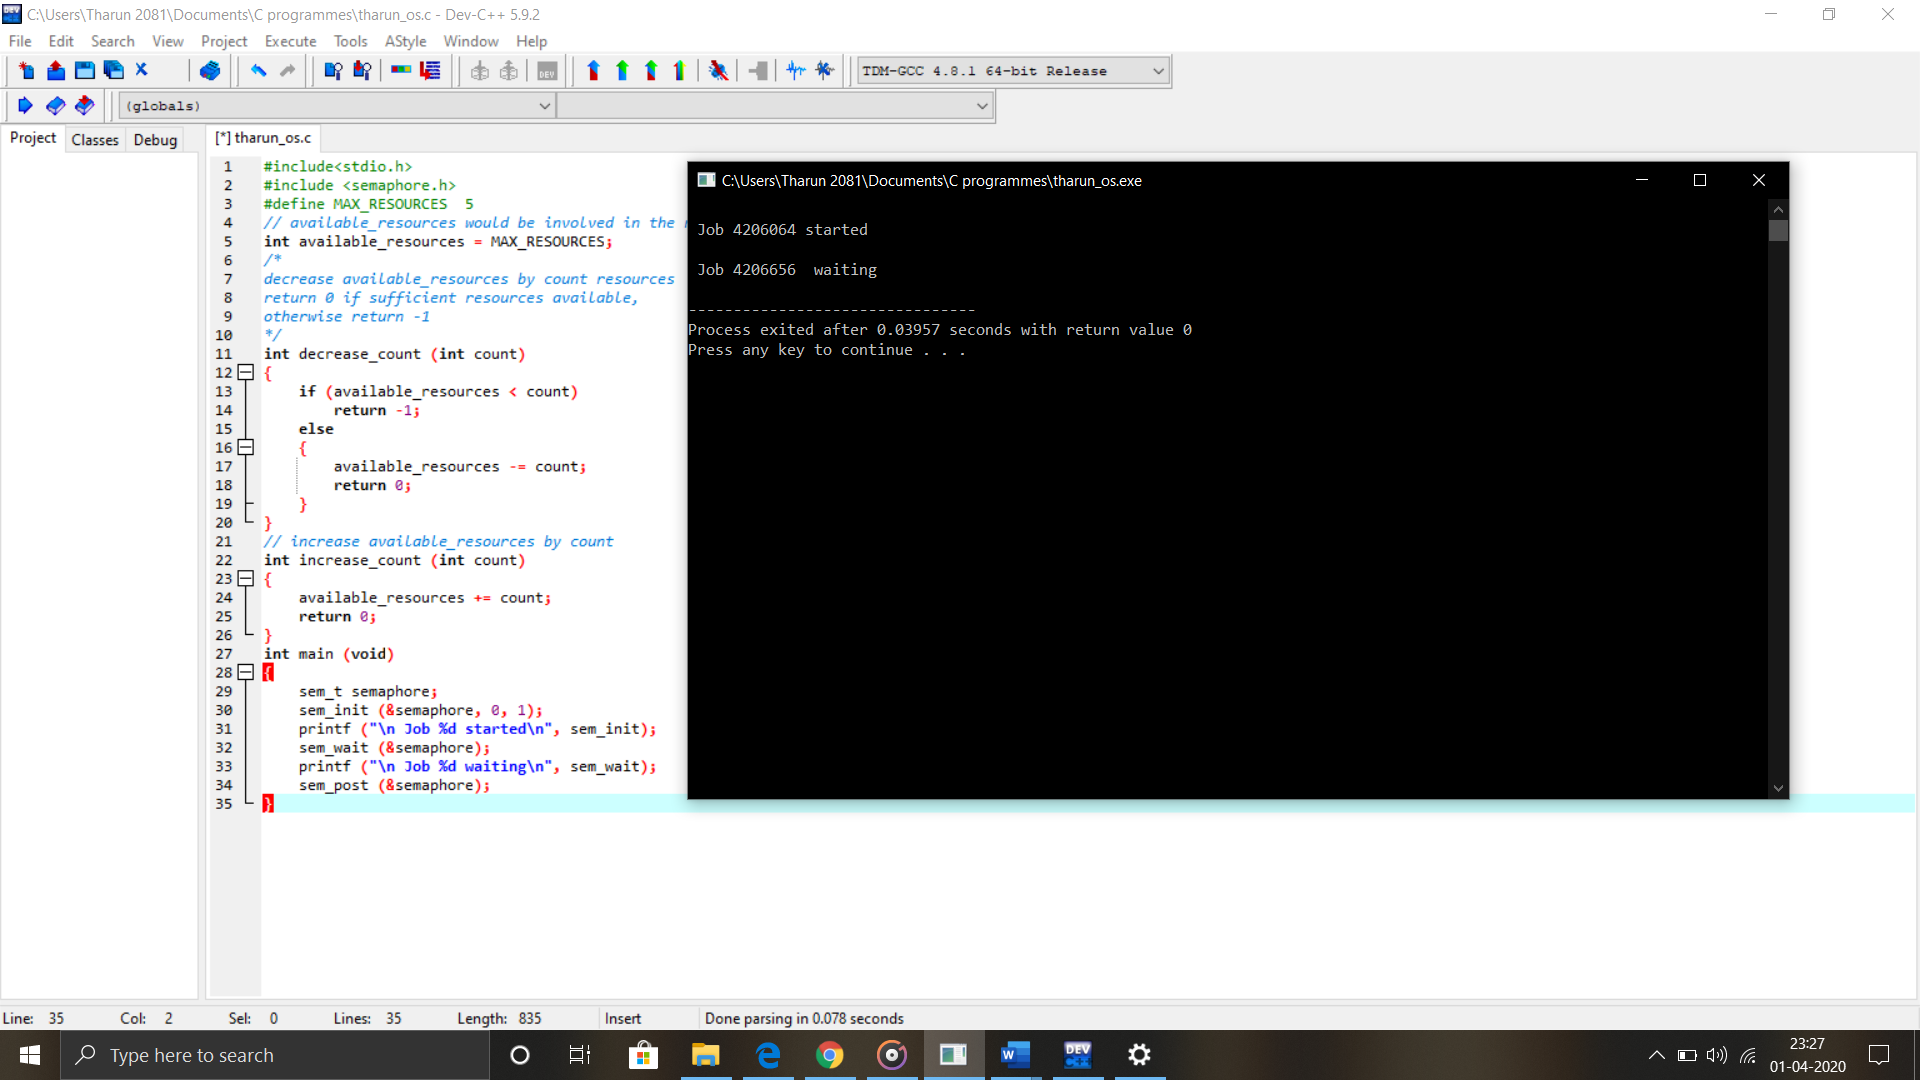 C:\Users\Tharun 2081\Documents\C programmes\tharun_os.c - Dev-C++ 5.9.2
File Edit Search View Project Execute Tools AStyle Window Help
DEV
TDM-GCC 4.8.1 64-bit Release
(globals)
Project Classes Debug
[*] tharun_os.c
1 #include<stdio.h>
2 #include <semaphore.h>
3 #define MAX_RESOURCES  5
4 // available_resources would be involved in the
5 int available_resources = MAX_RESOURCES;
6 /*
7 decrease available_resources by count resources
8 return 0 if sufficient resources available,
9 otherwise return -1
10 */
11 int decrease_count (int count)
12 {
13     if (available_resources < count)
14         return -1;
15     else
16     {
17         available_resources -= count;
18         return 0;
19     }
20 }
21 // increase available_resources by count
22 int increase_count (int count)
23 {
24     available_resources += count;
25     return 0;
26 }
27 int main (void)
28 {
29     sem_t semaphore;
30     sem_init (&semaphore, 0, 1);
31     printf ("\n Job %d started\n", sem_init);
32     sem_wait (&semaphore);
33     printf ("\n Job %d waiting\n", sem_wait);
34     sem_post (&semaphore);
35 }
C:\Users\Tharun 2081\Documents\C programmes\tharun_os.exe
Job 4206064 started
Job 4206656  waiting
--------------------------------
Process exited after 0.03957 seconds with return value 0
Press any key to continue . . .
Line: 35 Col: 2 Sel: 0 Lines: 35 Length: 835 Insert Done parsing in 0.078 seconds
Type here to search
W
DEV C++
23:27
01-04-2020